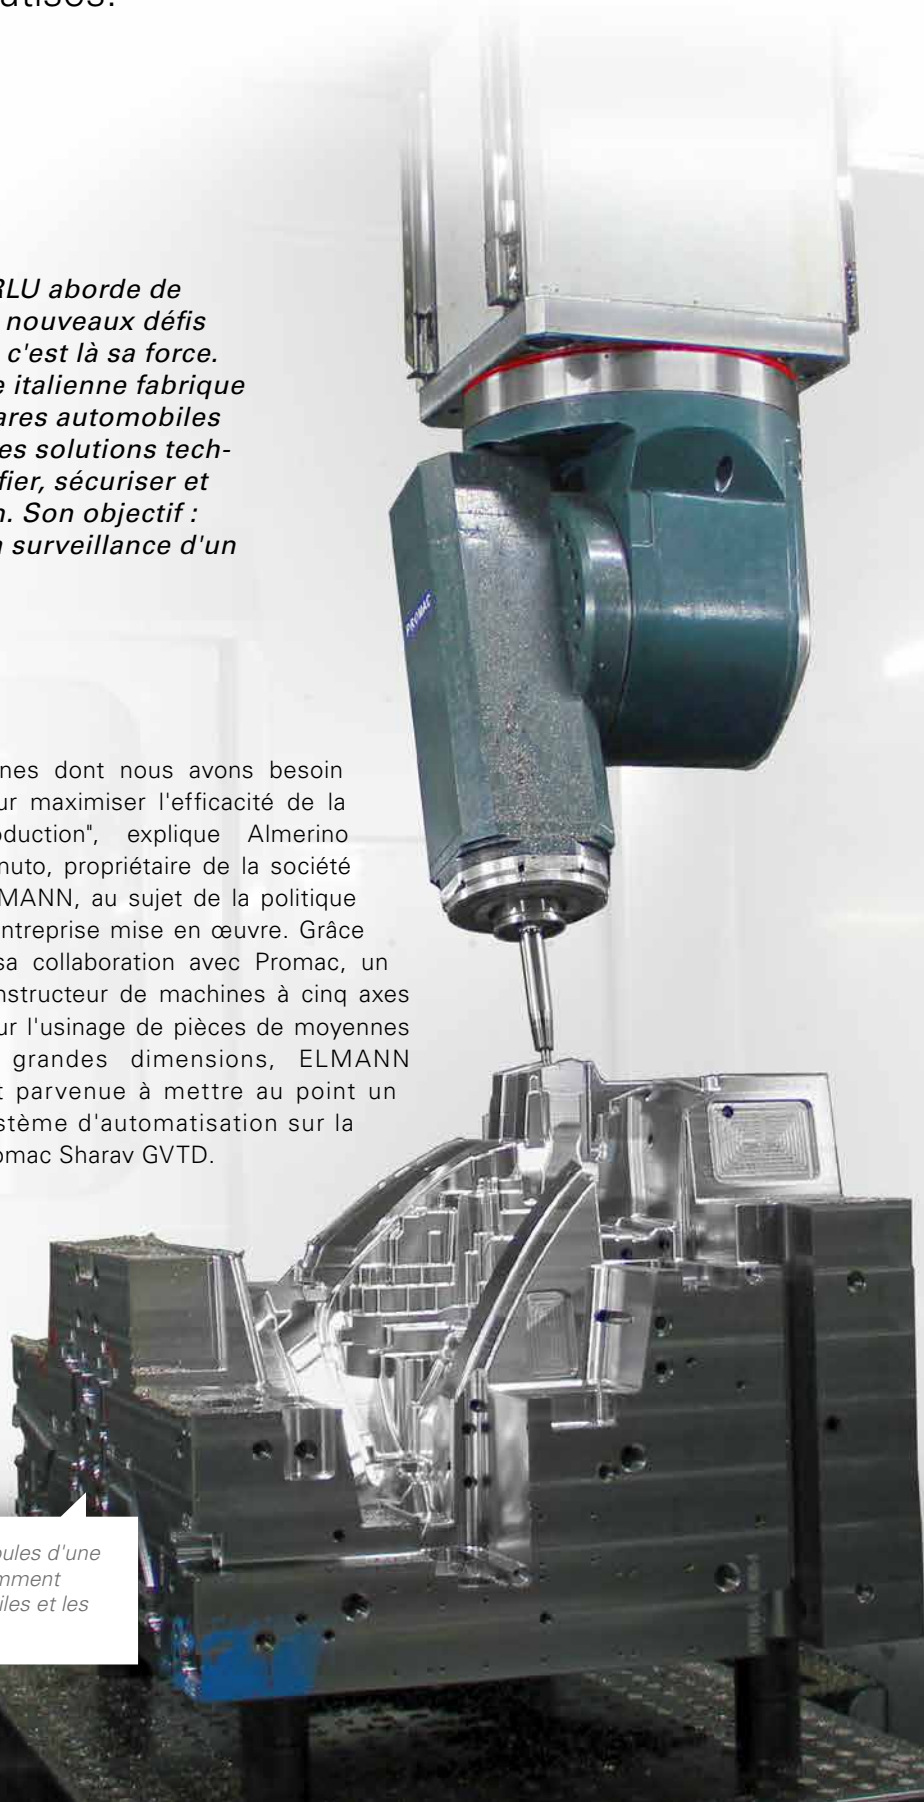 RLU aborde de
nouveaux défis
c'est là sa force.
e italienne fabrique
ares automobiles
es solutions tech-
fier, sécuriser et
n. Son objectif :
a surveillance d'un
PROMAC
nes dont nous avons besoin
ur maximiser l'efficacité de la
oduction", explique Almerino
nuto, propriétaire de la société
MANN, au sujet de la politique
entreprise mise en œuvre. Grâce
sa collaboration avec Promac, un
nstructeur de machines à cinq axes
ur l'usinage de pièces de moyennes
grandes dimensions, ELMANN
t parvenue à mettre au point un
stème d'automatisation sur la
omac Sharav GVTD.
oules d'une
mment
iles et les